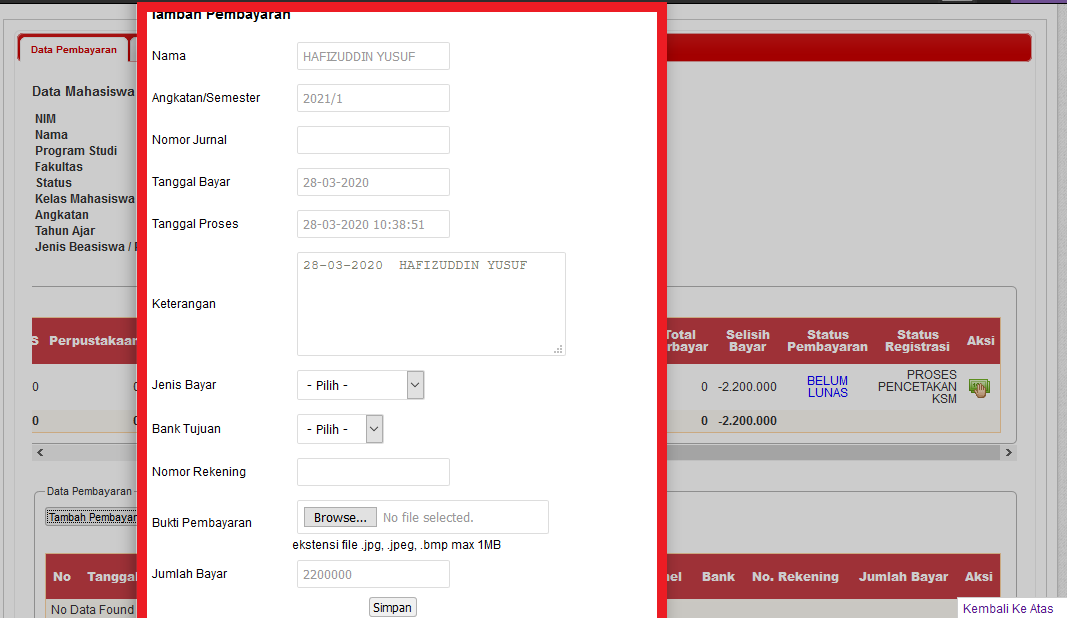 Tambah Pembayaran
Data Pembayaran
Data Mahasiswa
NIM
Nama
Program Studi
Fakultas
Status
Kelas Mahasiswa
Angkatan
Tahun Ajar
Jenis Beasiswa /
Nama HAFIZUDDIN YUSUF
Angkatan/Semester 2021/1
Nomor Jurnal
Tanggal Bayar 28-03-2020
Tanggal Proses 28-03-2020 10:38:51
Keterangan 28-03-2020 HAFIZUDDIN YUSUF
Jenis Bayar - Pilih -
Bank Tujuan - Pilih -
Nomor Rekening
Bukti Pembayaran Browse... No file selected.
ekstensi file .jpg, .jpeg, .bmp max 1MB
Jumlah Bayar 2200000
Simpan
S Perpustakaan Total Selisih Status Status Aksi
rbayar Bayar Pembayaran Registrasi
0 0 0 -2.200.000 BELUM LUNAS PROSES PENCETAKAN KSM
0 0 0 -2.200.000
Data Pembayaran
Tambah Pembayar
No Tanggal nel Bank No. Rekening Jumlah Bayar Aksi
No Data Found
Kembali Ke Atas